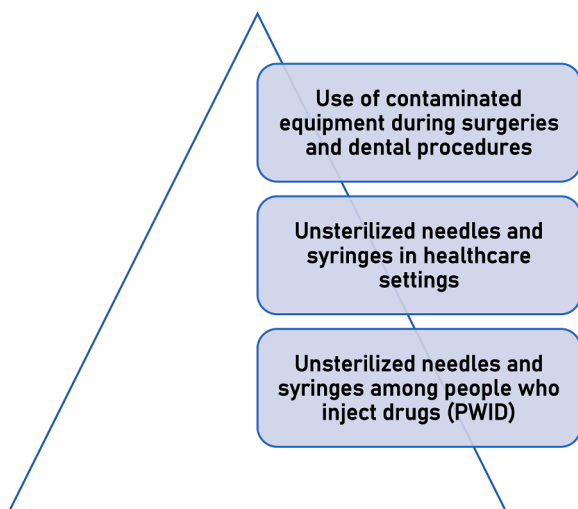 Use of contaminated
equipment during surgeries
and dental procedures
Unsterilized needles and
syringes in healthcare
settings
Unsterilized needles and
syringes among people who
inject drugs (PWID)